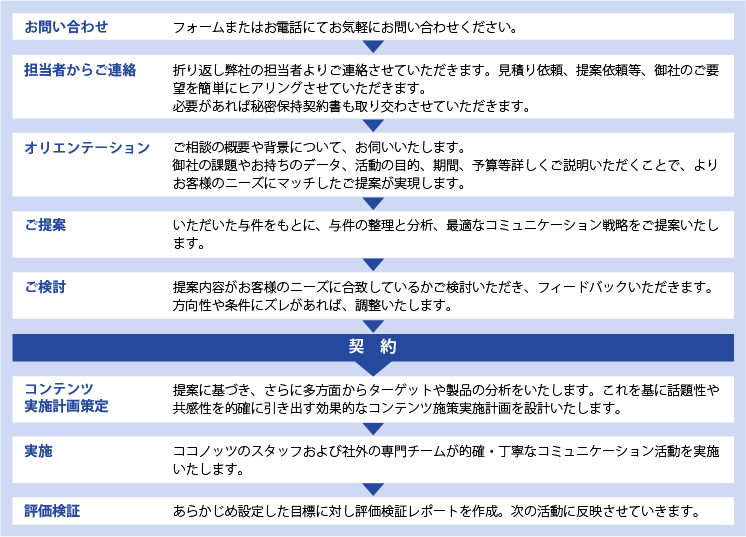 お問い合わせ
フォームまたはお電話にてお気軽にお問い合わせください。
担当者からご連絡
折り返し弊社の担当者よりご連絡させていただきます。見積り依頼、提案依頼等、御社のご要
望を簡単にヒアリングさせていただきます。
必要があれば秘密保持契約書も取り交わさせていただきます。
オリエンテーション
ご相談の概要や背景について、お伺いいたします。
御社の課題やお持ちのデータ、活動の目的、期間、予算等詳しくご説明いただくことで、より
お客様のニーズにマッチしたご提案が実現します。
ご提案
いただいた与件をもとに、与件の整理と分析、最適なコミュニケーション戦略をご提案いたし
ます。
ご検討
提案内容がお客様のニーズに合致しているかご検討いただき、フィードバックいただきます。
方向性や条件にズレがあれば、調整いたします。
契　約
コンテンツ
実施計画策定
提案に基づき、さらに多方面からターゲットや製品の分析をいたします。これを基に話題性や
共感性を的確に引き出す効果的なコンテンツ施策実施計画を設計いたします。
実施
ココノッツのスタッフおよび社外の専門チームが的確・丁寧なコミュニケーション活動を実施
いたします。
評価検証
あらかじめ設定した目標に対し評価検証レポートを作成。次の活動に反映させていきます。